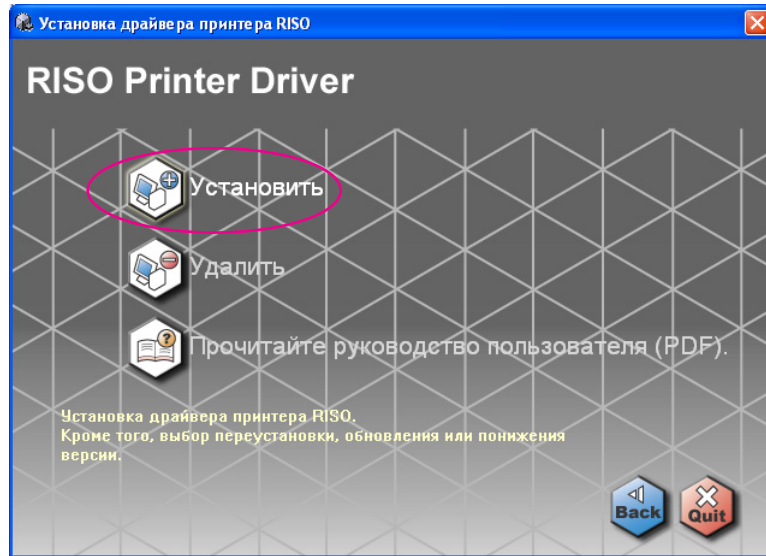 Установка драйвера принтера RISO
RISO Printer Driver
Установить
Удалить
Прочитайте руководство пользователя (PDF).
Установка драйвера принтера RISO.
Кроме того, выбор переустановки, обновления или понижения
версии.
Back
Quit